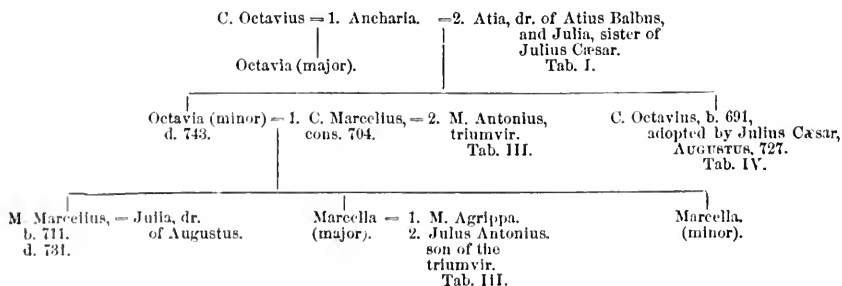 C. Octavius = 1. Ancharia. =2. Atia, dr. of Atius Balbus,
and Julia, sister of
Julius Cæsar.
Octavia (major). Tab. I.
Octavia (minor) = 1. C. Marcellus, = 2. M. Antonius, C. Octavius, b. 691,
d. 743. cons. 704. triumvir. adopted by Julius Cæsar,
Tab. III. AUGUSTUS, 727.
Tab. IV.
M. Marcellus, = Julia, dr. Marcella = 1. M. Agrippa. Marcella.
b. 711. of Augustus. (major). 2. Julus Antonius. (minor).
d. 731. son of the
triumvir.
Tab. III.